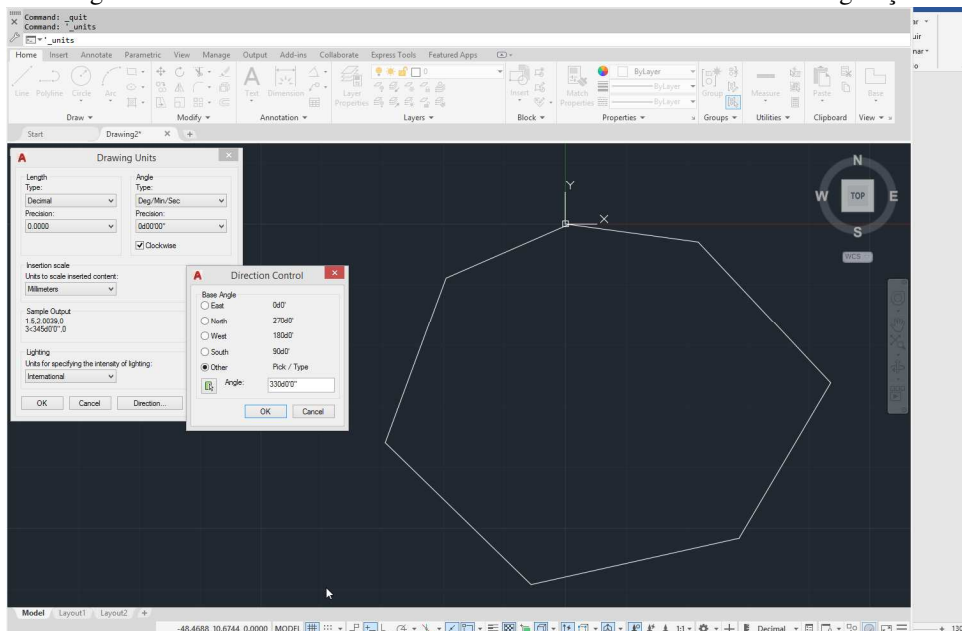 Command: _quit
Command: '_units
'_units
Home Insert Annotate Parametric View Manage Output Add-ins Collaborate Express Tools Featured Apps
Line Polyline Circle Arc
Text Dimension
Layer Properties
0
Insert
Match Properties
ByLayer
ByLayer
ByLayer
Group
Measure
Paste
Base
Draw Modify Annotation Layers Block Properties Groups Utilities Clipboard View
Start Drawing2*
Drawing Units
Length
Type:
Decimal
Precision:
0.0000
Angle
Type:
Deg/Min/Sec
Precision:
0d00'00"
Clockwise
Insertion scale
Units to scale inserted content:
Millimeters
Sample Output
1.5,2.0039,0
3<345d0'0",0
Lighting
Units for specifying the intensity of lighting:
International
OK Cancel Direction...
Direction Control
Base Angle
East 0d0'
North 270d0'
West 180d0'
South 90d0'
Other Pick / Type
Angle: 330d0'0"
OK Cancel
Y
X
N
W TOP E
S
WCS
Model Layout1 Layout2 +
-48.4688, 10.6744, 0.0000 MODEL 1:1 Decimal